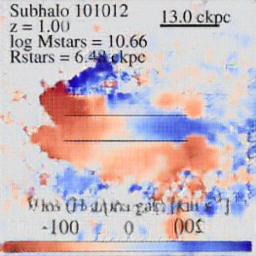 Subhalo 101012
13.0 ckpc
z = 1.00
log Mstars = 10.66
Rstars = 6.48 ckpc
-100 0